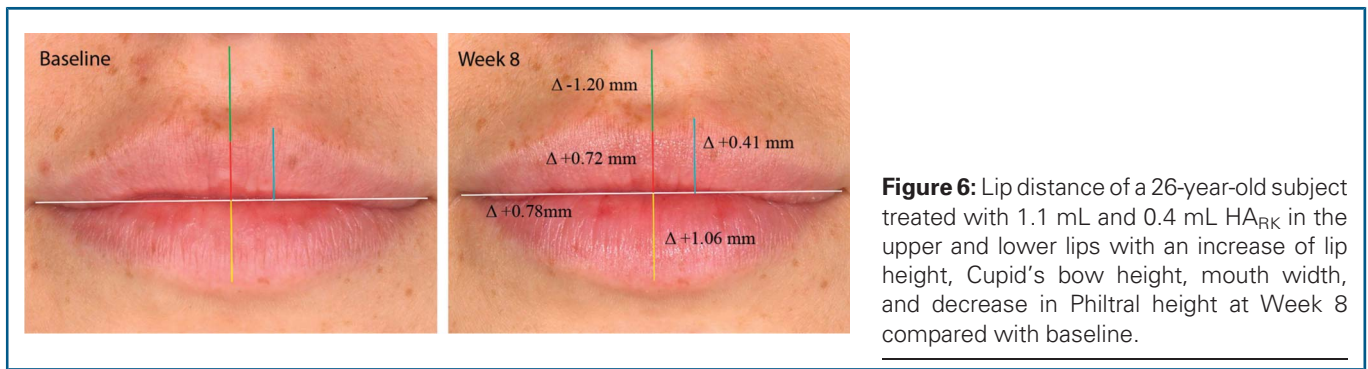 Baseline
Week 8
Δ -1.20 mm
Δ +0.41 mm
Δ +0.72 mm
Δ +0.78mm
Δ +1.06 mm
Figure 6: Lip distance of a 26-year-old subject
treated with 1.1 mL and 0.4 mL HARK in the
upper and lower lips with an increase of lip
height, Cupid's bow height, mouth width,
and decrease in Philtral height at Week 8
compared with baseline.